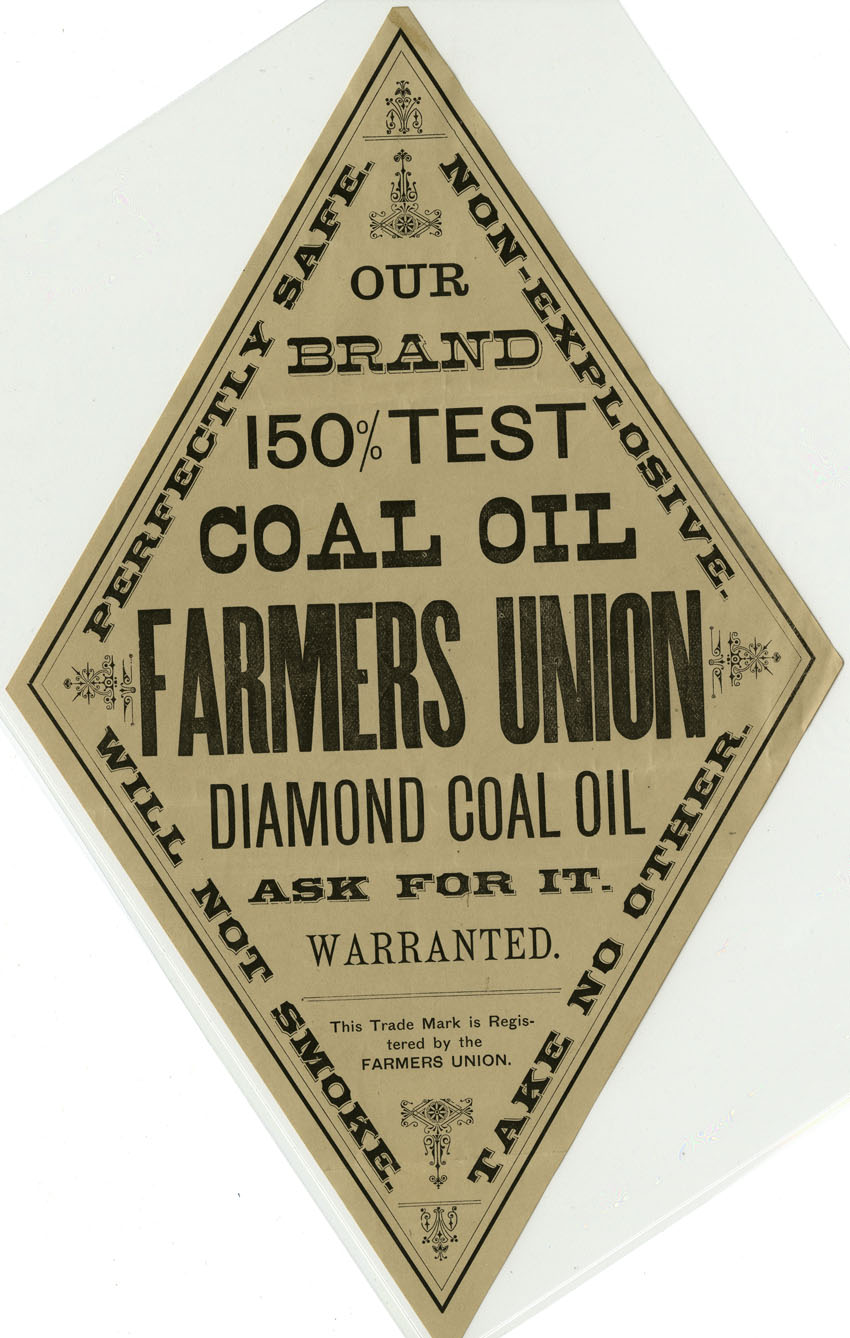 PERFECTLY SAFE.
NON-EXPLOSIVE.
OUR
BRAND
150% TEST
COAL OIL
FARMERS UNION
DIAMOND COAL OIL
ASK FOR IT.
WARRANTED.
This Trade Mark is Regis-
tered by the
FARMERS UNION.
WILL NOT SMOKE.
TAKE NO OTHER.